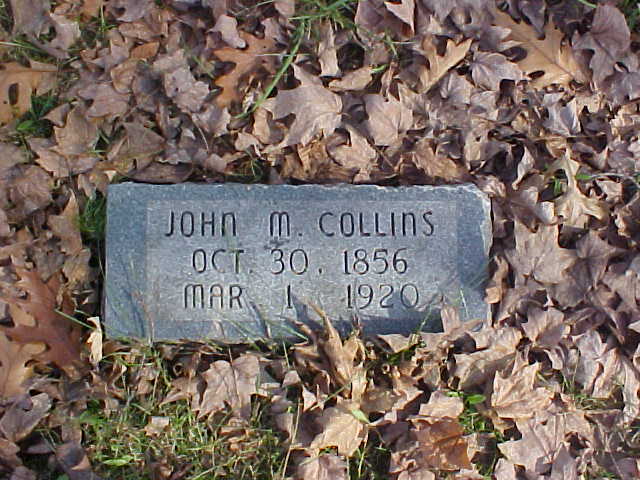 JOHN M. COLLINS
OCT. 30, 1856
MAR. 1, 1920